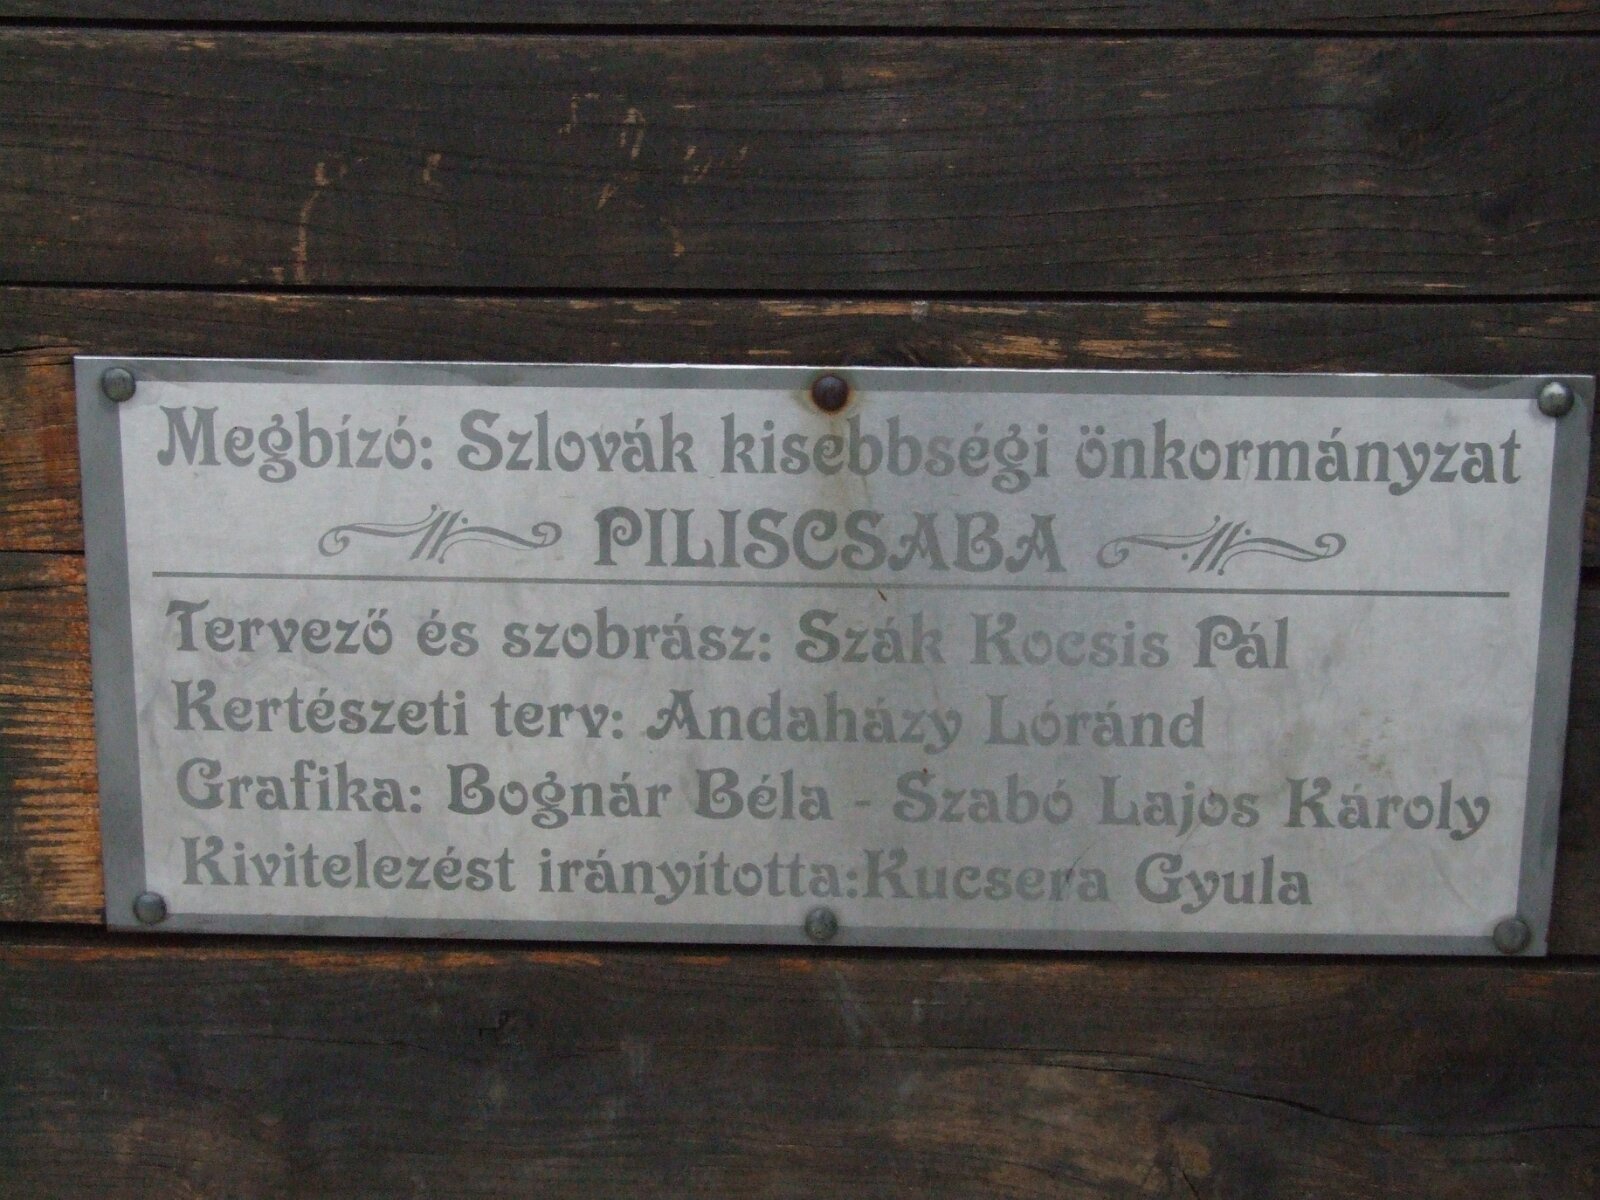 Megbízó: Szlovák kisebbségi önkormányzat
PILISCSABA
Tervező és szobrász: Szák Kocsis Pál
Kertészeti terv: Andaházy Lóránd
Grafika: Bognár Béla - Szabó Lajos Károly
Kivitelezést irányította:Kucsera Gyula